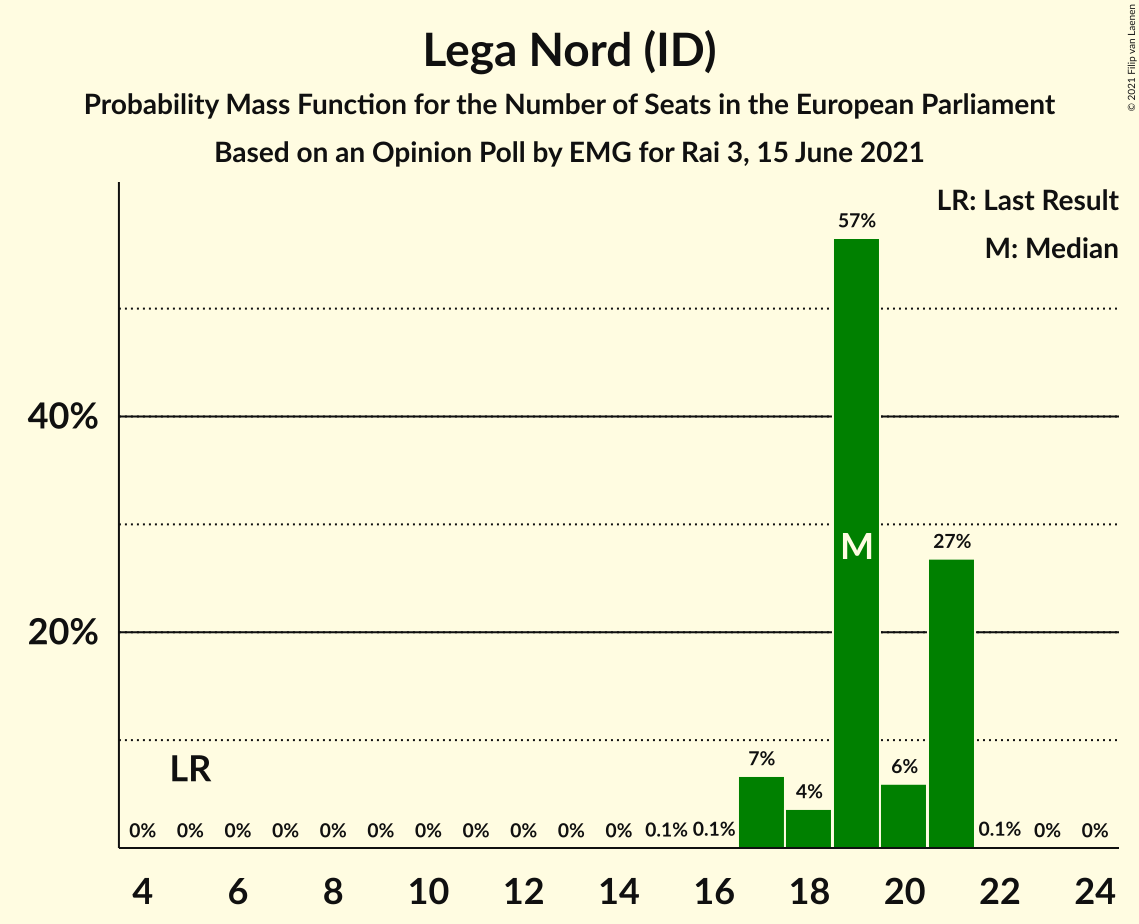 Lega Nord (ID)
Probability Mass Function for the Number of Seats in the European Parliament
Based on an Opinion Poll by EMG for Rai 3, 15 June 2021
© 2021 Filip van Laenen
LR: Last Result
M: Median
57%
40%
M
27%
20%
LR
7%
4%
6%
0% 0% 0% 0% 0% 0% 0% 0% 0% 0% 0% 0.1% 0.1% 0.1% 0% 0%
4 6 8 10 12 14 16 18 20 22 24